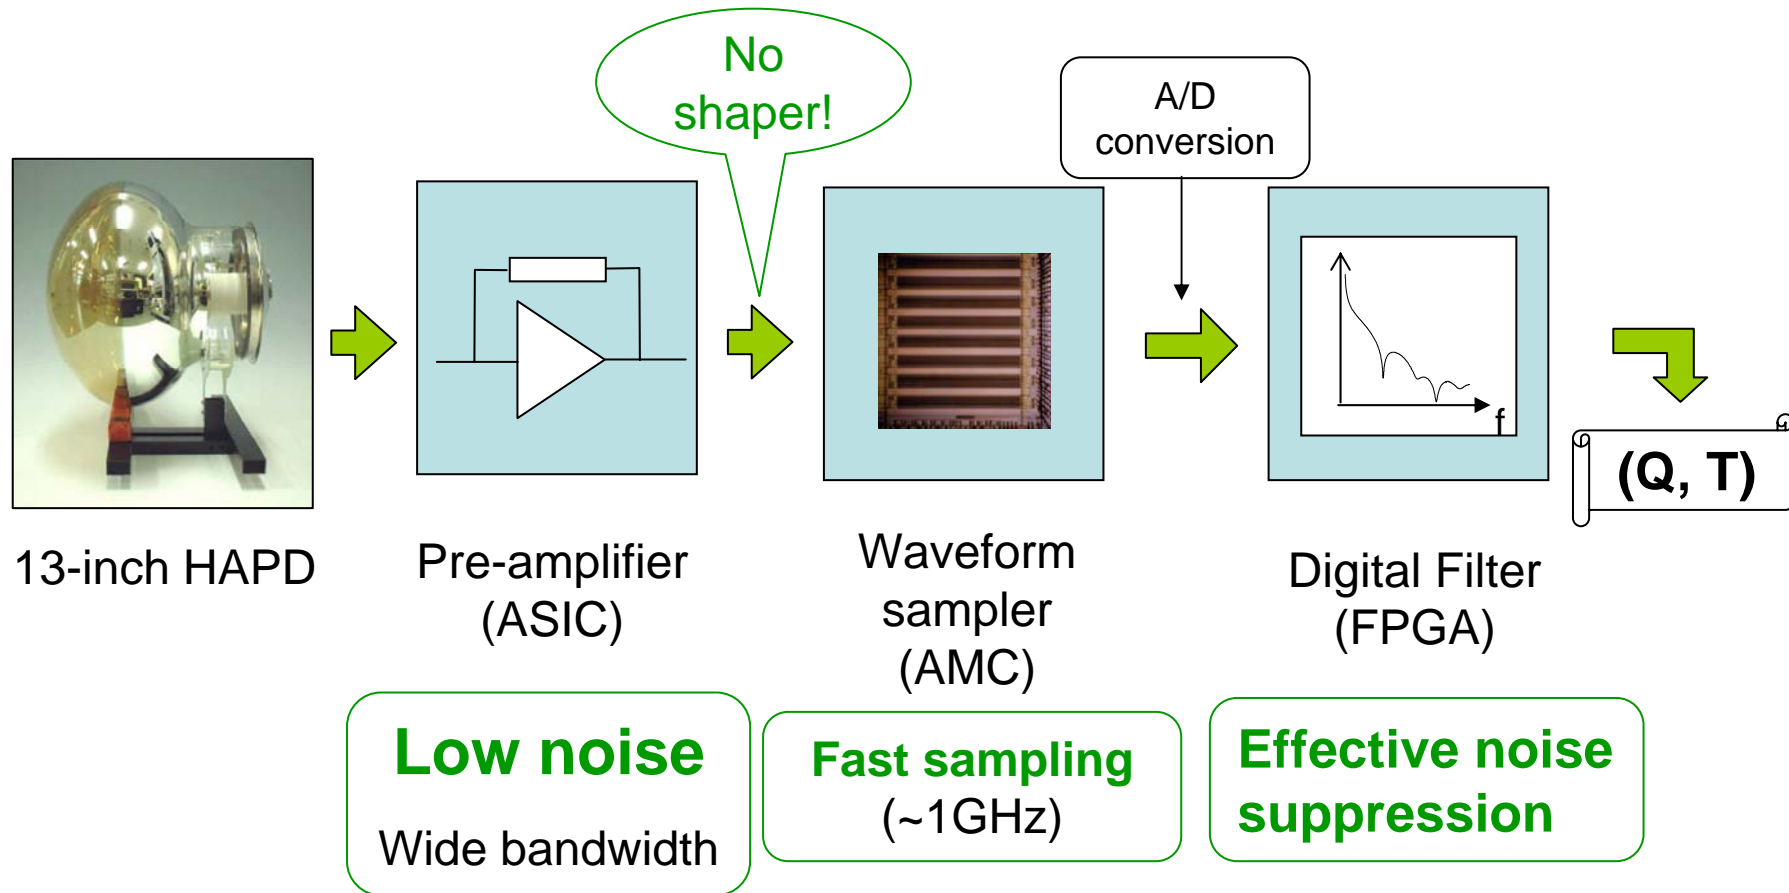 No
shaper!
A/D
conversion
f
(Q, T)
13-inch HAPD
Pre-amplifier
(ASIC)
Waveform
sampler
(AMC)
Digital Filter
(FPGA)
Low noise
Wide bandwidth
Fast sampling
(~1GHz)
Effective noise
suppression